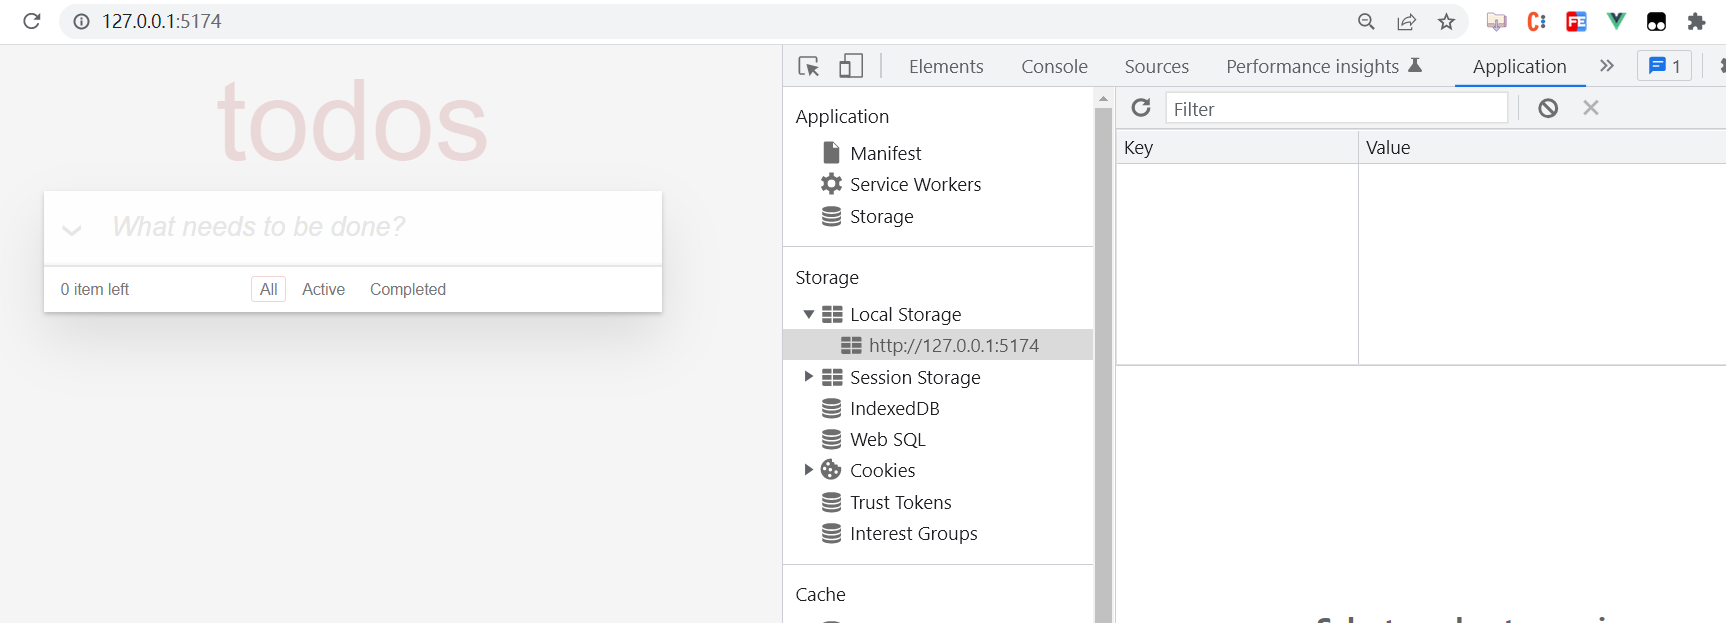 127.0.0.1:5174
todos
What needs to be done?
0 item left All Active Completed
Elements Console Sources Performance insights Application 1
Application
Manifest
Service Workers
Storage
Storage
Local Storage
http://127.0.0.1:5174
Session Storage
IndexedDB
Web SQL
Cookies
Trust Tokens
Interest Groups
Cache
Filter
Key Value